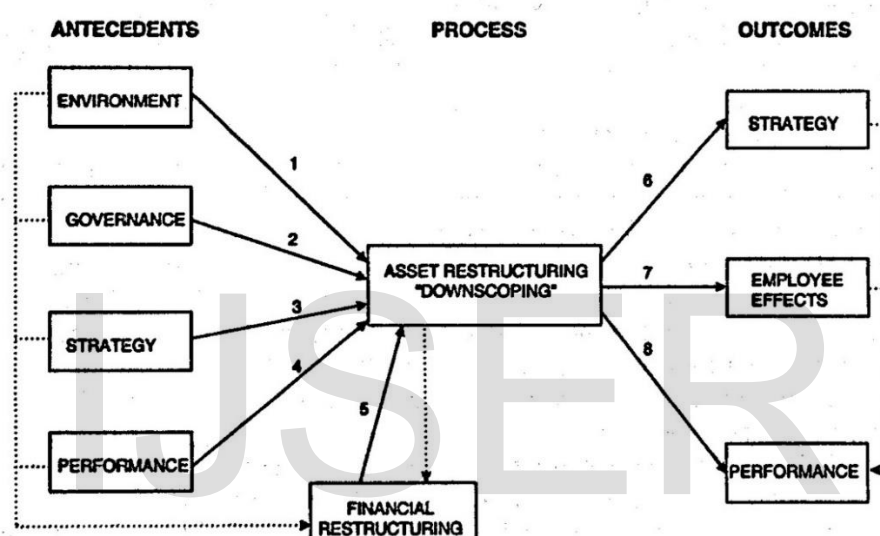 ANTECEDENTS PROCESS OUTCOMES
ENVIRONMENT
STRATEGY
1
6
GOVERNANCE
2
ASSET RESTRUCTURING
"DOWNSCOPING"
7
EMPLOYEE
EFFECTS
3
STRATEGY
4
8
5
PERFORMANCE
PERFORMANCE
FINANCIAL
RESTRUCTURING
IJSER